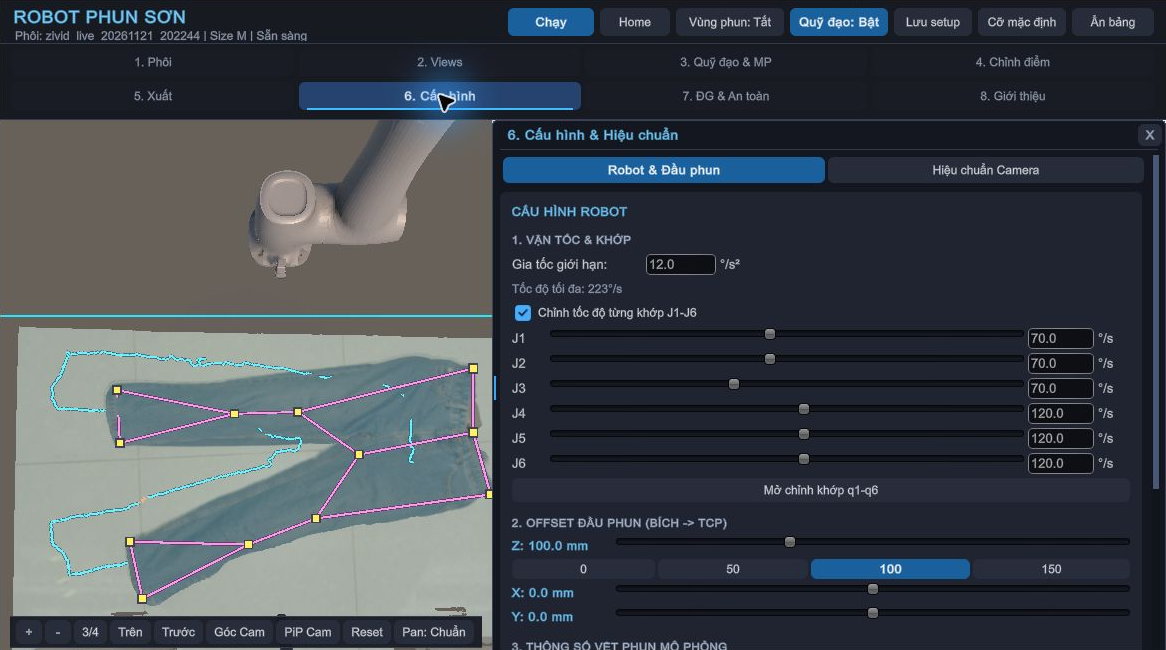 ROBOT PHUN SƠN
Phôi: zivid_live_20261121_202244 | Size M | Sẵn sàng
Chạy
Home
Vùng phun: Tắt
Quỹ đạo: Bật
Lưu setup
Cỡ mặc định
Ẩn bảng
1. Phôi
2. Views
3. Quỹ đạo & MP
4. Chỉnh điểm
5. Xuất
6. Cấu hình
7. ĐG & An toàn
8. Giới thiệu
6. Cấu hình & Hiệu chuẩn
X
Robot & Đầu phun
Hiệu chuẩn Camera
CẤU HÌNH ROBOT
1. VẬN TỐC & KHỚP
Gia tốc giới hạn: 12.0 °/s²
Tốc độ tối đa: 223°/s
Chỉnh tốc độ từng khớp J1-J6
J1 70.0 °/s
J2 70.0 °/s
J3 70.0 °/s
J4 120.0 °/s
J5 120.0 °/s
J6 120.0 °/s
Mở chỉnh khớp q1-q6
2. OFFSET ĐẦU PHUN (BÍCH -> TCP)
Z: 100.0 mm
0 50 100 150
X: 0.0 mm
Y: 0.0 mm
3. THÔNG SỐ VẾT PHUN MÔ PHỎNG
+ - 3/4 Trên Trước Góc Cam PiP Cam Reset Pan: Chuẩn